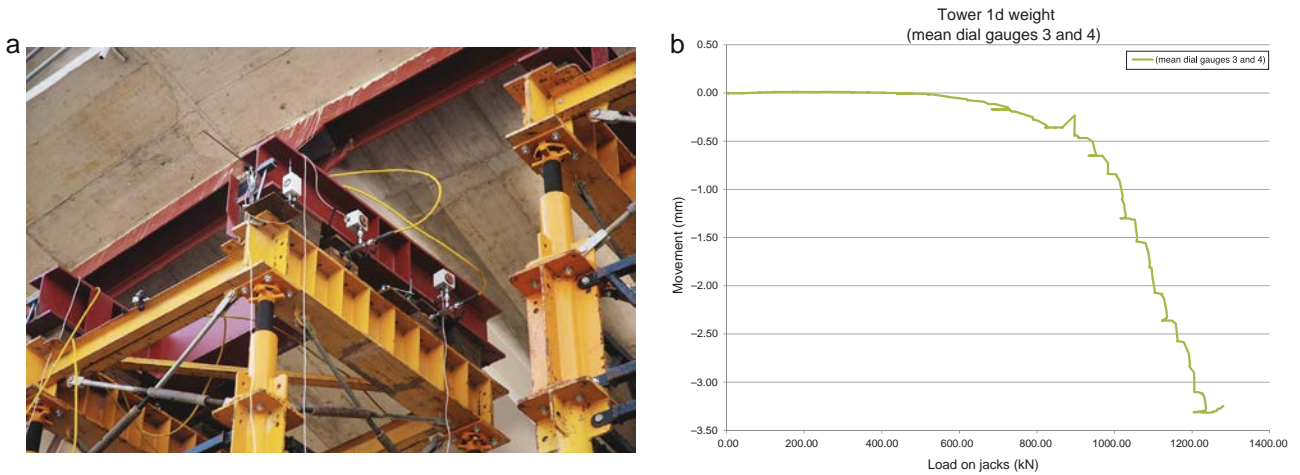 a
b
Tower 1d weight
(mean dial gauges 3 and 4)
(mean dial gauges 3 and 4)
Movement (mm)
0.50
0.00
–0.50
–1.00
–1.50
–2.00
–2.50
–3.00
–3.50
0.00 200.00 400.00 600.00 800.00 1000.00 1200.00 1400.00
Load on jacks (kN)